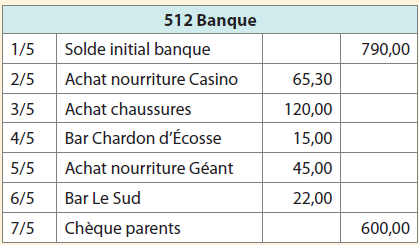 512 Banque
1/5 Solde initial banque 790,00
2/5 Achat nourriture Casino 65,30
3/5 Achat chaussures 120,00
4/5 Bar Chardon d’Écosse 15,00
5/5 Achat nourriture Géant 45,00
6/5 Bar Le Sud 22,00
7/5 Chèque parents 600,00